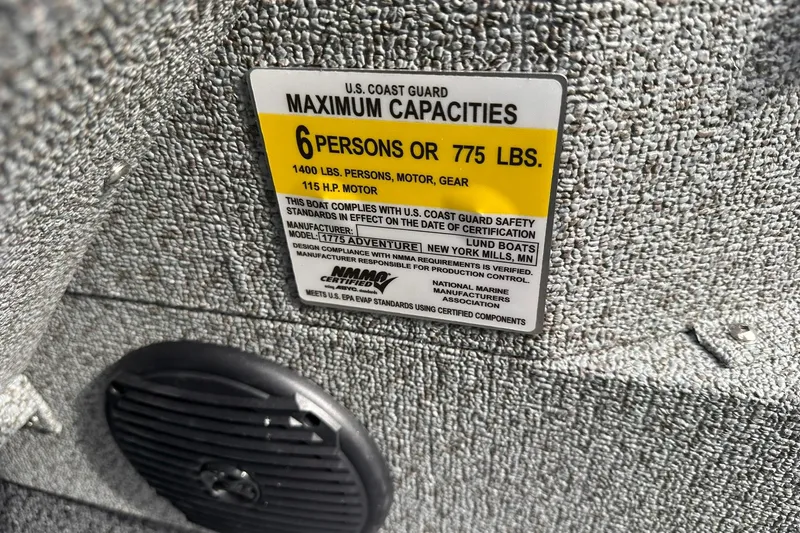 U.S. COAST GUARD
MAXIMUM CAPACITIES
6 PERSONS OR 775 LBS.
1400 LBS. PERSONS, MOTOR, GEAR
115 H.P. MOTOR
THIS BOAT COMPLIES WITH U.S. COAST GUARD SAFETY
STANDARDS IN EFFECT ON THE DATE OF CERTIFICATION
MANUFACTURER: LUND BOATS
MODEL: 1775 ADVENTURE NEW YORK MILLS, MN
DESIGN COMPLIANCE WITH NMMA REQUIREMENTS IS VERIFIED.
MANUFACTURER RESPONSIBLE FOR PRODUCTION CONTROL.
NMMA
CERTIFIED
using ABYC standards
NATIONAL MARINE
MANUFACTURERS
ASSOCIATION
MEETS U.S. EPA EVAP STANDARDS USING CERTIFIED COMPONENTS